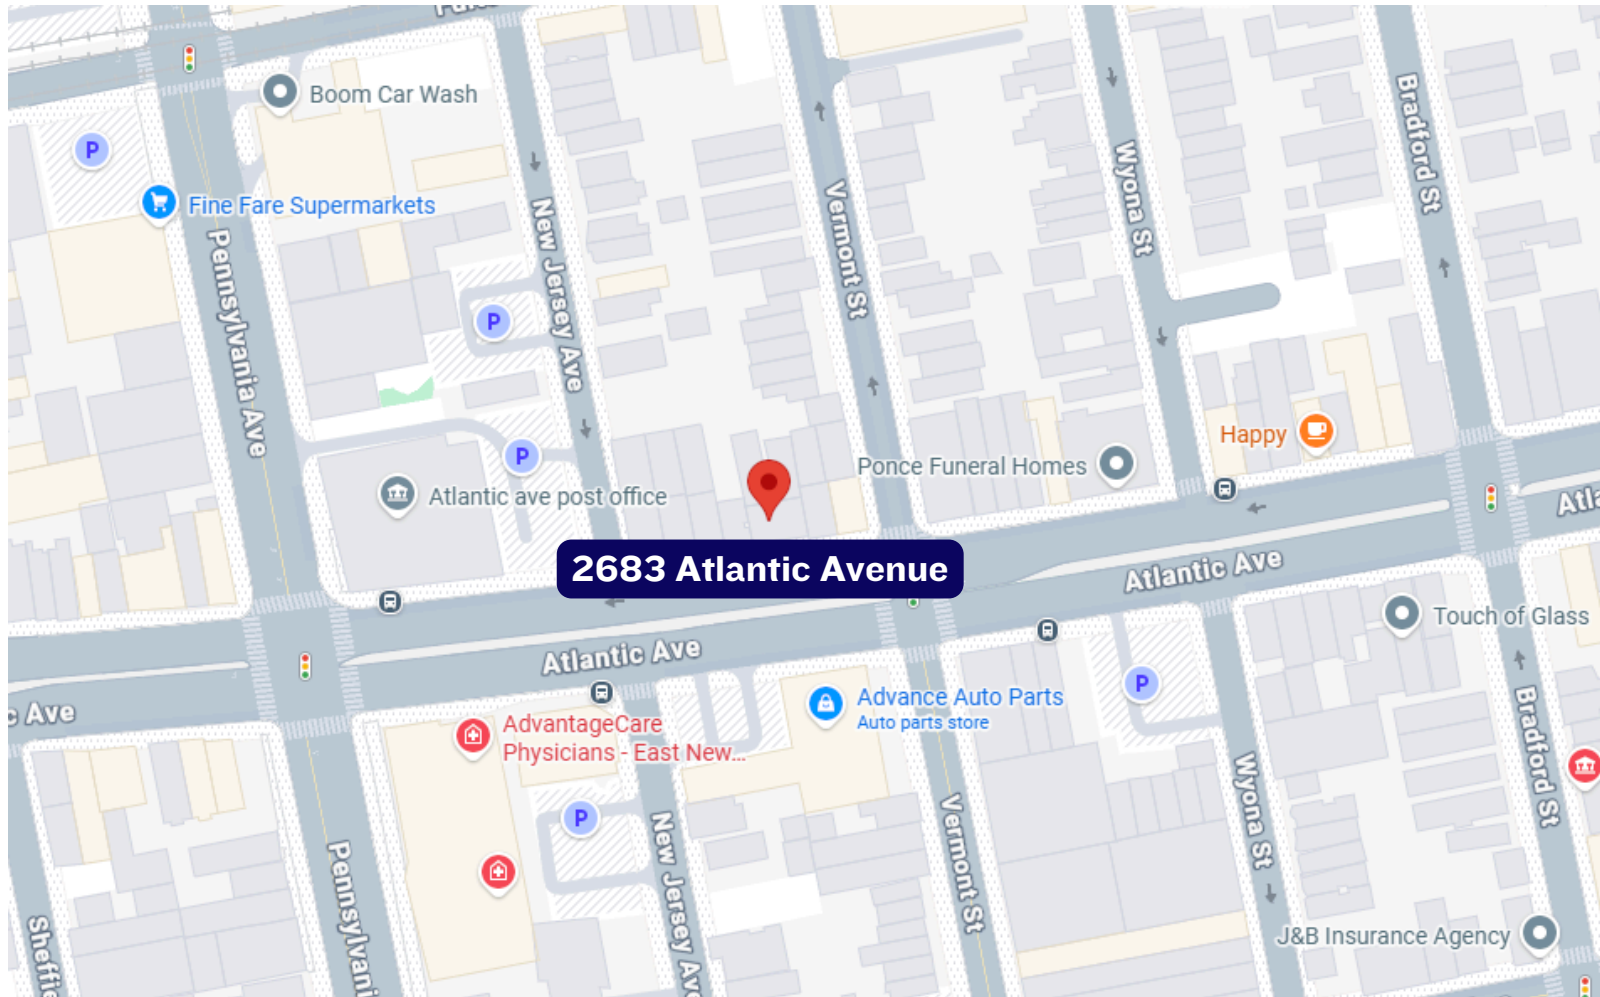 Boom Car Wash
P
Fine Fare Supermarkets
Pennsylvania Ave
New Jersey Ave
Vermont St
Wyona St
Bradford St
P
P
Atlantic ave post office
Ponce Funeral Homes
Happy
2683 Atlantic Avenue
Atlantic Ave
Atlantic Ave
Touch of Glass
P
Advance Auto Parts
Auto parts store
AdvantageCare
Physicians - East New...
P
New Jersey Ave
Vermont St
Wyona St
Bradford St
J&B Insurance Agency